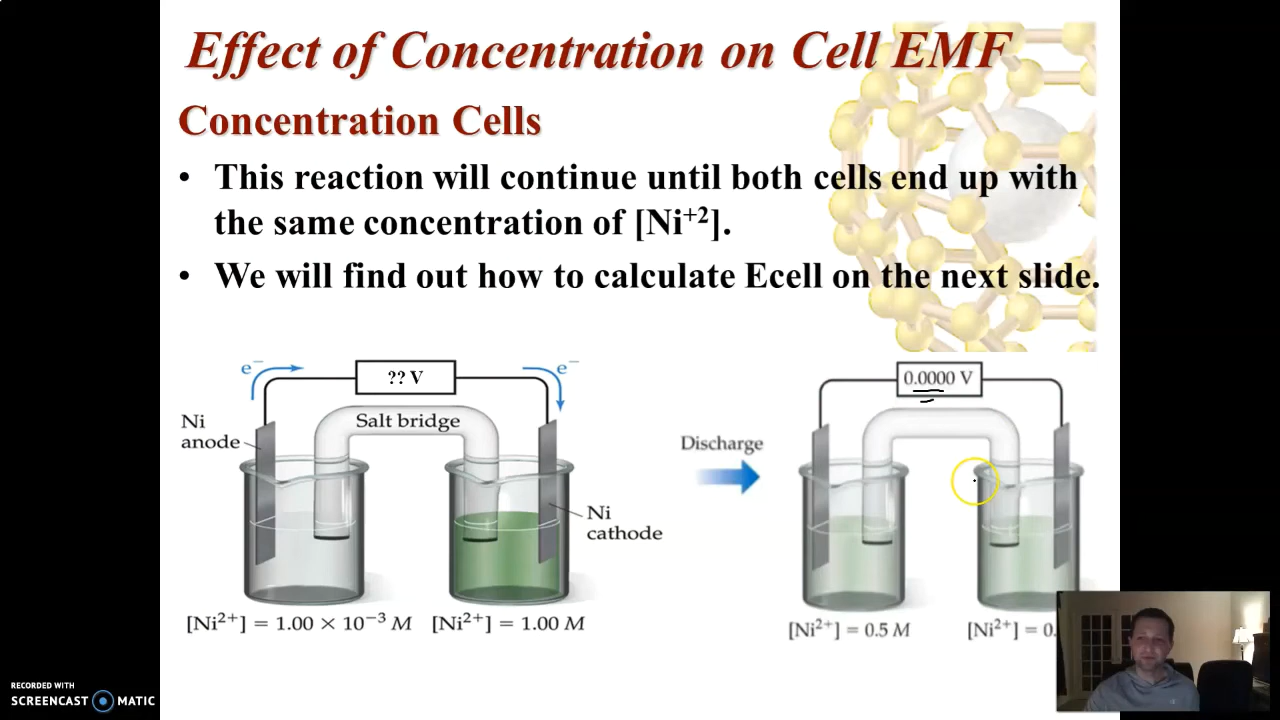 Effect of Concentration on Cell EMF
Concentration Cells
• This reaction will continue until both cells end up with
the same concentration of [Ni⁺²].
• We will find out how to calculate Ecell on the next slide.
e⁻
?? V
e⁻
Ni
anode
Salt bridge
Ni
cathode
[Ni²⁺] = 1.00 × 10⁻³ M
[Ni²⁺] = 1.00 M
Discharge
0.0000 V
[Ni²⁺] = 0.5 M
[Ni²⁺] = 0.
RECORDED WITH
SCREENCAST MATIC